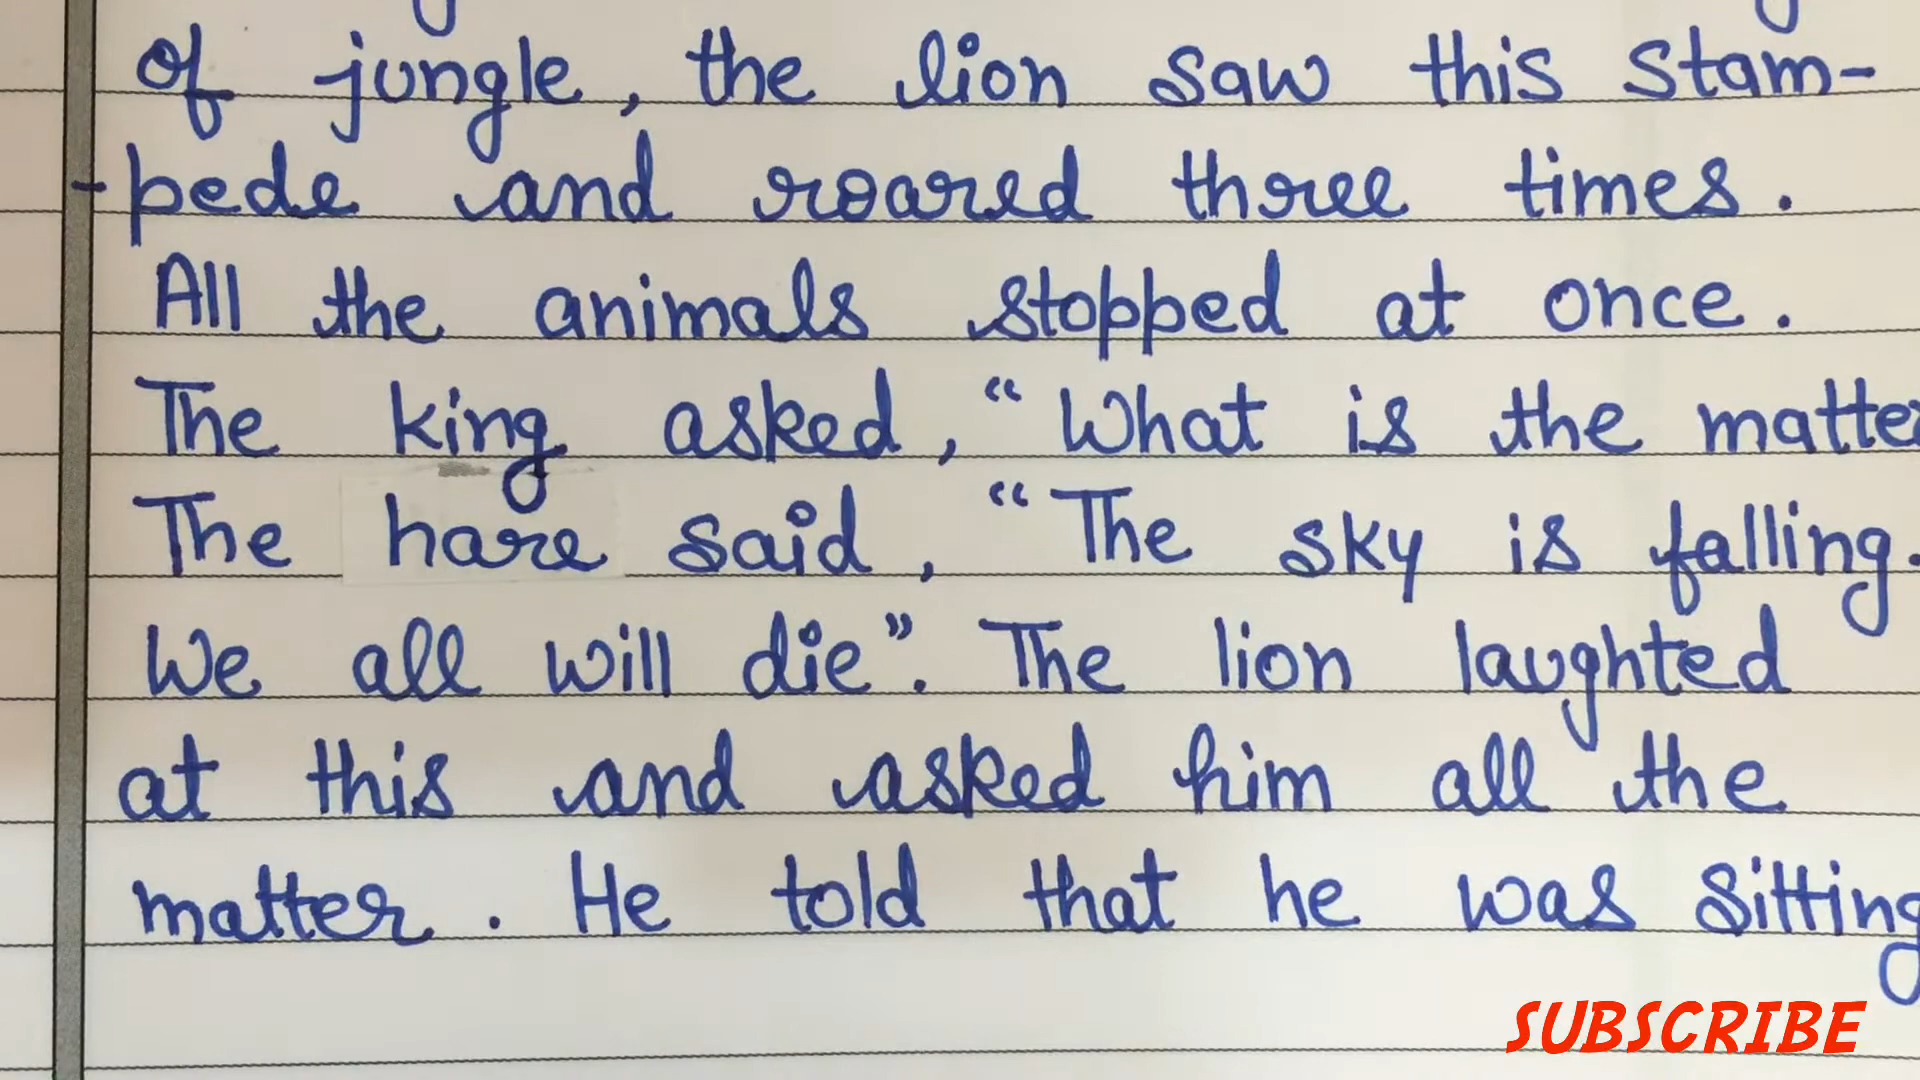 of jungle, the lion saw this stam-
-pede and roared three times.
All the animals stopped at once.
The king asked, “What is the matte
The hare said, “The sky is falling.
We all will die”. The lion laughted
at this and asked him all the
matter. He told that he was sitting
SUBSCRIBE